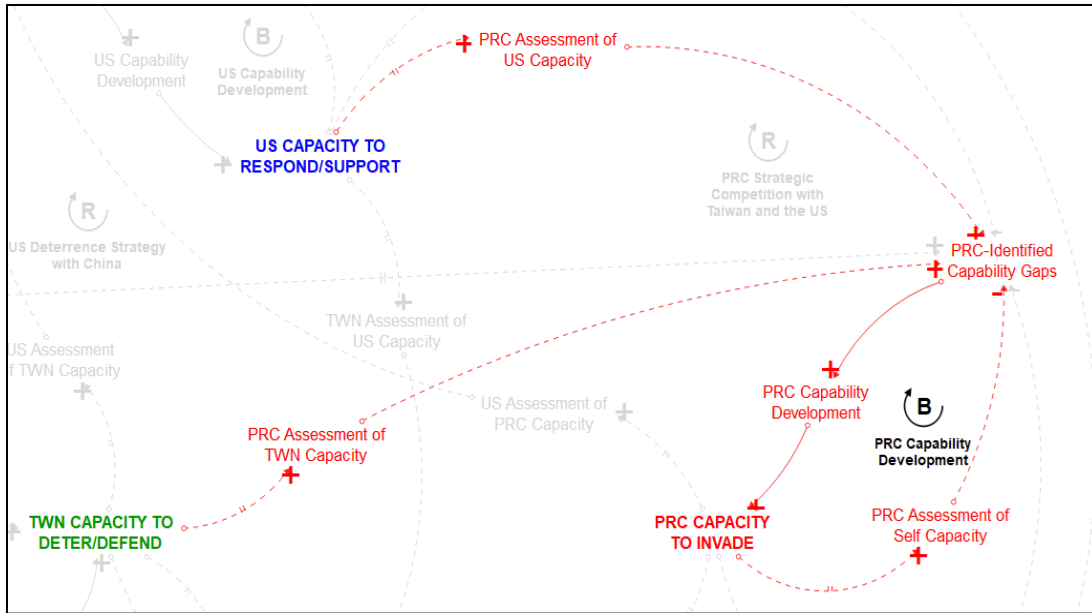 PRC Assessment of
US Capacity
B
US Capability
Development
US Capability
Development
US CAPACITY TO
RESPOND/SUPPORT
R
PRC Strategic
Competition with
Taiwan and the US
R
US Deterrence Strategy
with China
PRC-Identified
Capability Gaps
TWN Assessment of
US Capacity
US Assessment
f TWN Capacity
PRC Capability
Development
B
PRC Capability
Development
US Assessment of
PRC Capacity
PRC Assessment of
TWN Capacity
TWN CAPACITY TO
DETER/DEFEND
PRC CAPACITY
TO INVADE
PRC Assessment of
Self Capacity